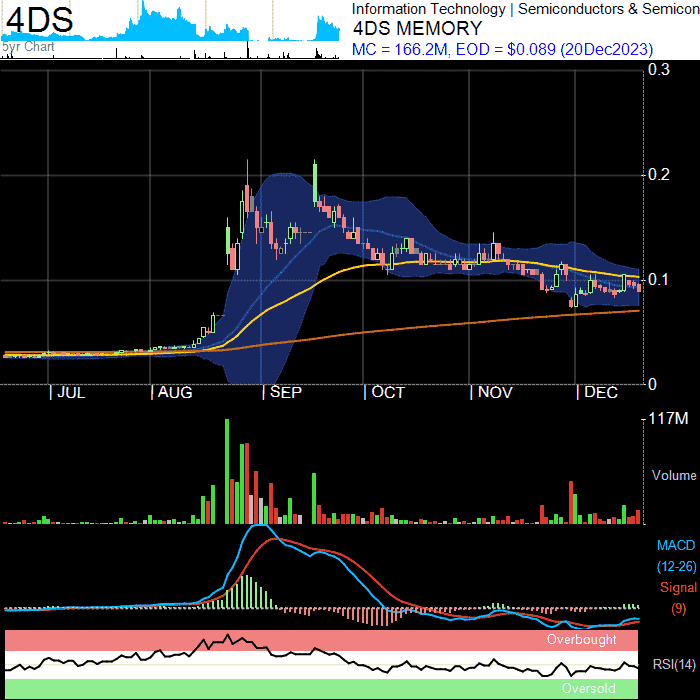 4DS
5yr Chart
Information Technology | Semiconductors & Semicon
4DS MEMORY
MC = 166.2M, EOD = $0.089 (20Dec2023)
0.3
0.2
0.1
0
JUL
AUG
SEP
OCT
NOV
DEC
117M
Volume
MACD
(12-26)
Signal
(9)
Overbought
RSI(14)
Oversold